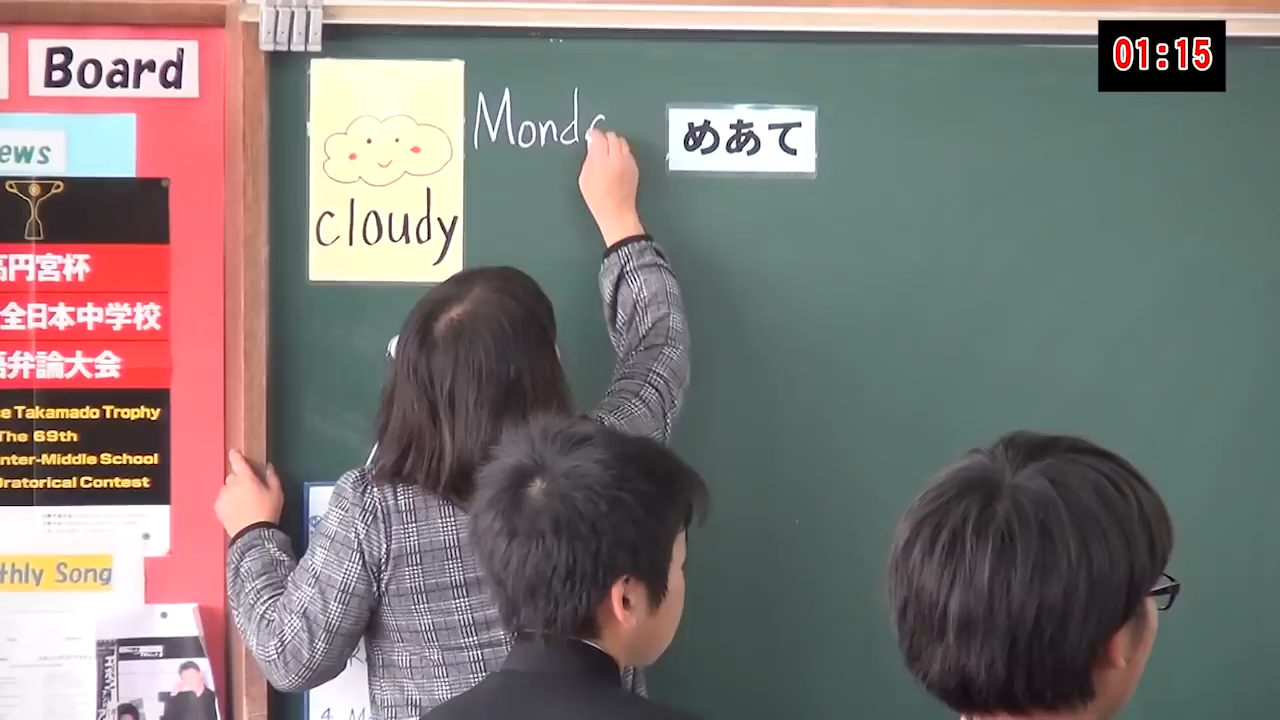 Board
ews
高円宮杯
全日本中学校
弁論大会
ce Takamado Trophy
The 69th
nter-Middle School
Oratorical Contest
thly Song
cloudy
Mond
めあて
01:15